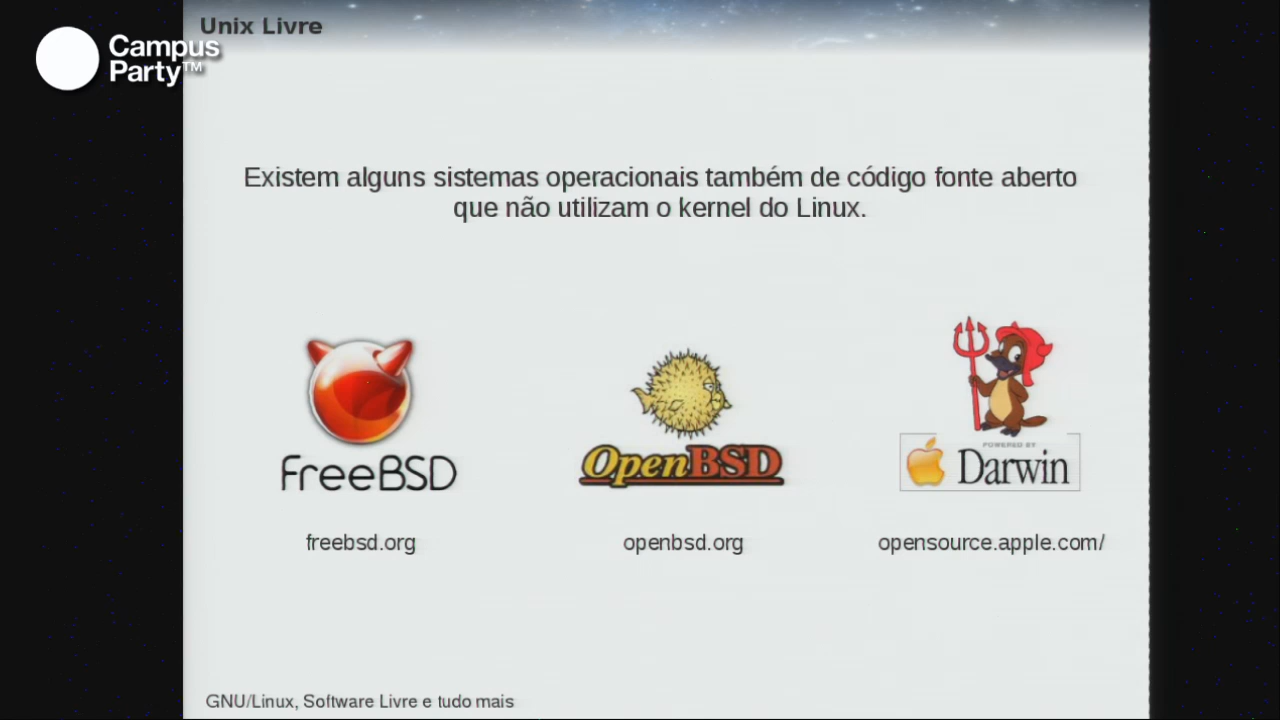 Unix Livre
Campus
Party™
Existem alguns sistemas operacionais também de código fonte aberto
que não utilizam o kernel do Linux.
FreeBSD
OpenBSD
POWERED BY
Darwin
freebsd.org
openbsd.org
opensource.apple.com/
GNU/Linux, Software Livre e tudo mais